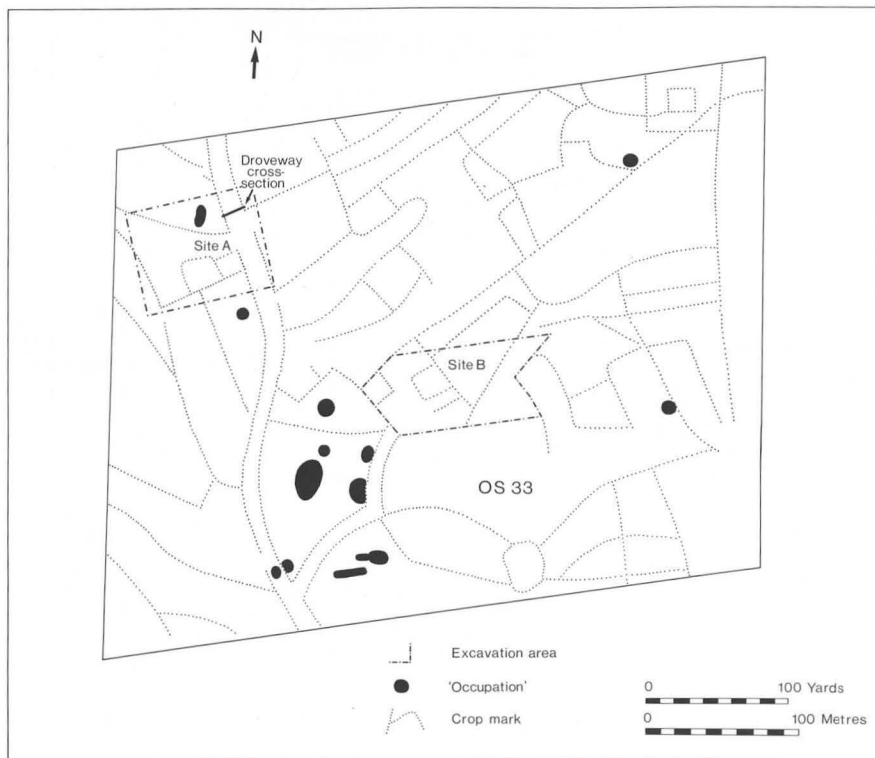 N
Droveway
cross-
section
Site A
Site B
OS 33
Excavation area
'Occupation'
Crop mark
0 100 Yards
0 100 Metres